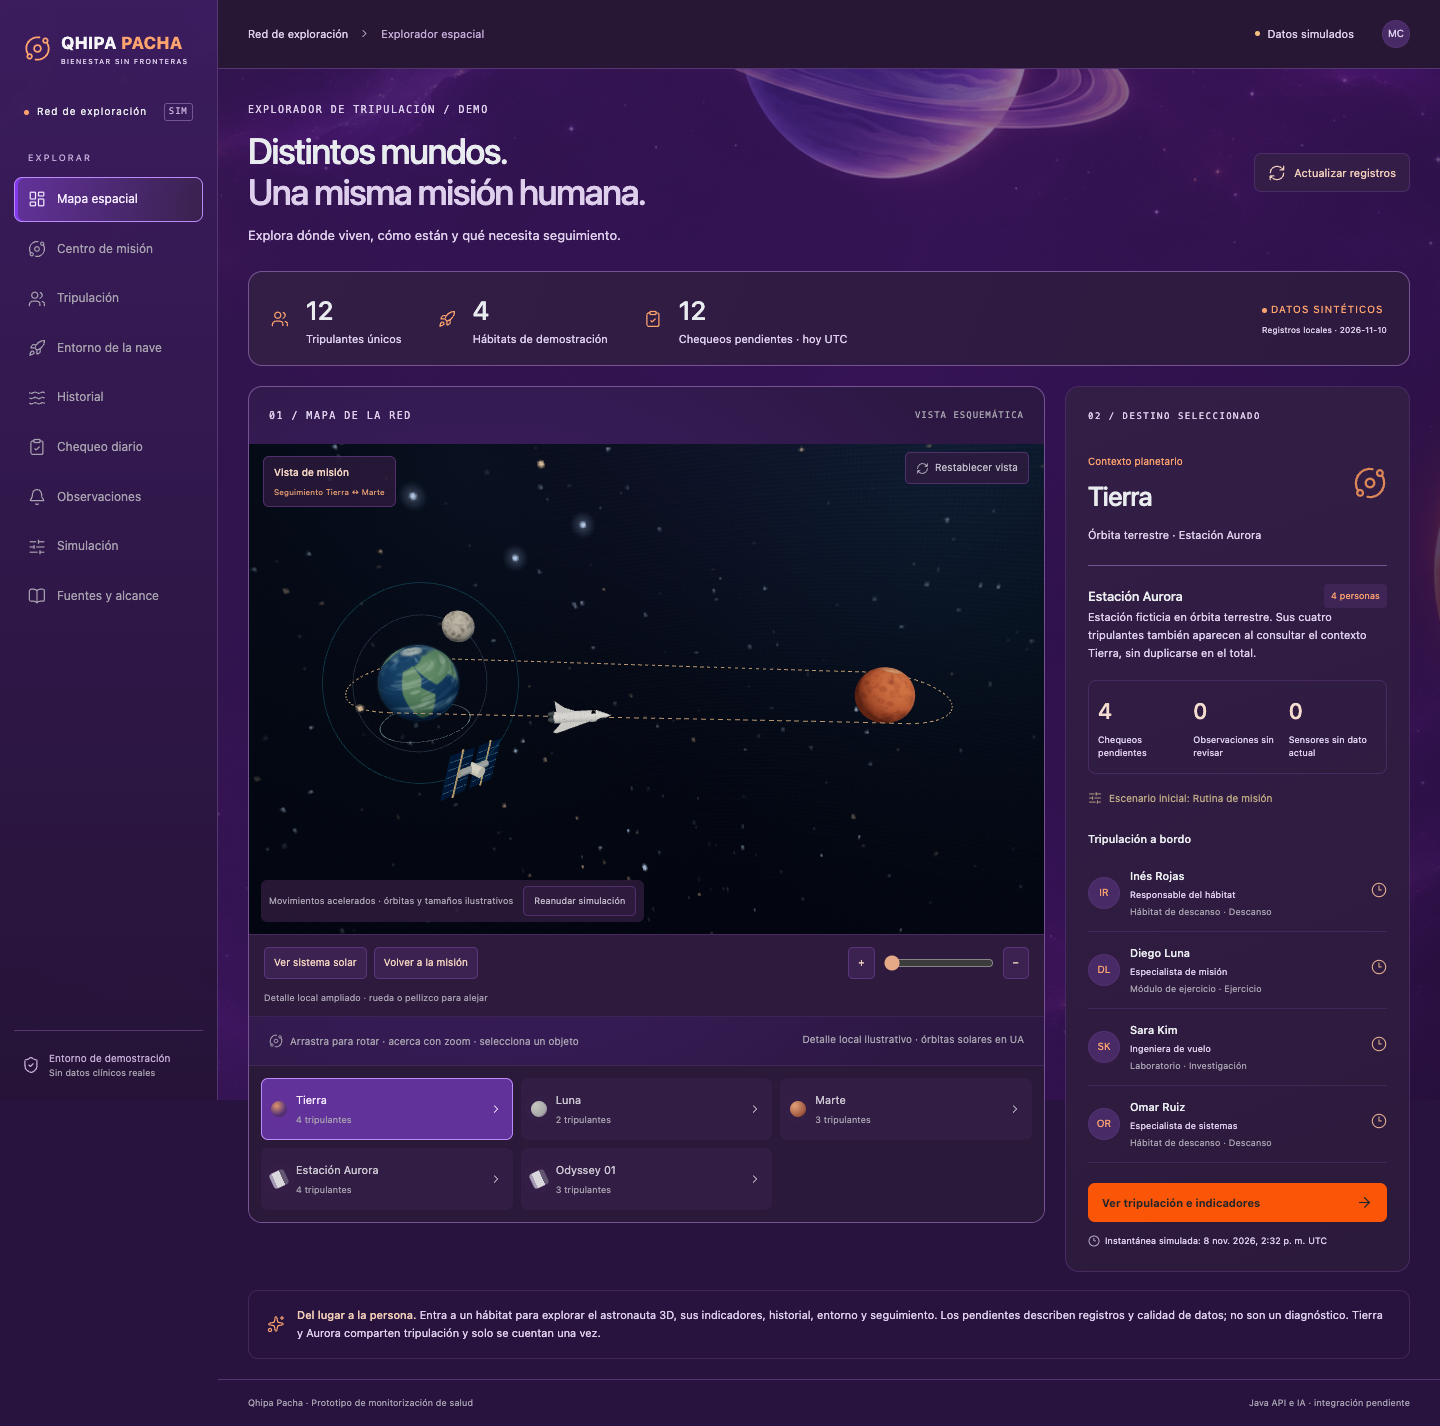 QHIPA PACHA
BIENESTAR SIN FRONTERAS
Red de exploración
SIM
EXPLORAR
Mapa espacial
Centro de misión
Tripulación
Entorno de la nave
Historial
Chequeo diario
Observaciones
Simulación
Fuentes y alcance
Entorno de demostración
Sin datos clínicos reales
Red de exploración
Explorador espacial
Datos simulados
MC
EXPLORADOR DE TRIPULACIÓN / DEMO
Distintos mundos.
Una misma misión humana.
Explora dónde viven, cómo están y qué necesita seguimiento.
Actualizar registros
12
Tripulantes únicos
4
Hábitats de demostración
12
Chequeos pendientes · hoy UTC
DATOS SINTÉTICOS
Registros locales · 2026-11-10
01 / MAPA DE LA RED
VISTA ESQUEMÁTICA
Vista de misión
Seguimiento Tierra ↔ Marte
Restablecer vista
Movimientos acelerados · órbitas y tamaños ilustrativos
Reanudar simulación
Ver sistema solar
Volver a la misión
+
−
Detalle local ampliado · rueda o pellizco para alejar
Arrastra para rotar · acerca con zoom · selecciona un objeto
Detalle local ilustrativo · órbitas solares en UA
Tierra
4 tripulantes
Luna
2 tripulantes
Marte
3 tripulantes
Estación Aurora
4 tripulantes
Odyssey 01
3 tripulantes
02 / DESTINO SELECCIONADO
Contexto planetario
Tierra
Órbita terrestre · Estación Aurora
Estación Aurora
4 personas
Estación ficticia en órbita terrestre. Sus cuatro
tripulantes también aparecen al consultar el contexto
Tierra, sin duplicarse en el total.
4
Chequeos
pendientes
0
Observaciones sin
revisar
0
Sensores sin dato
actual
Escenario inicial: Rutina de misión
Tripulación a bordo
IR
Inés Rojas
Responsable del hábitat
Hábitat de descanso · Descanso
DL
Diego Luna
Especialista de misión
Módulo de ejercicio · Ejercicio
SK
Sara Kim
Ingeniera de vuelo
Laboratorio · Investigación
OR
Omar Ruiz
Especialista de sistemas
Hábitat de descanso · Descanso
Ver tripulación e indicadores
Instantánea simulada: 8 nov. 2026, 2:32 p. m. UTC
Del lugar a la persona. Entra a un hábitat para explorar el astronauta 3D, sus indicadores, historial, entorno y seguimiento. Los pendientes describen registros y calidad de datos; no son un diagnóstico. Tierra
y Aurora comparten tripulación y solo se cuentan una vez.
Qhipa Pacha · Prototipo de monitorización de salud
Java API e IA · integración pendiente